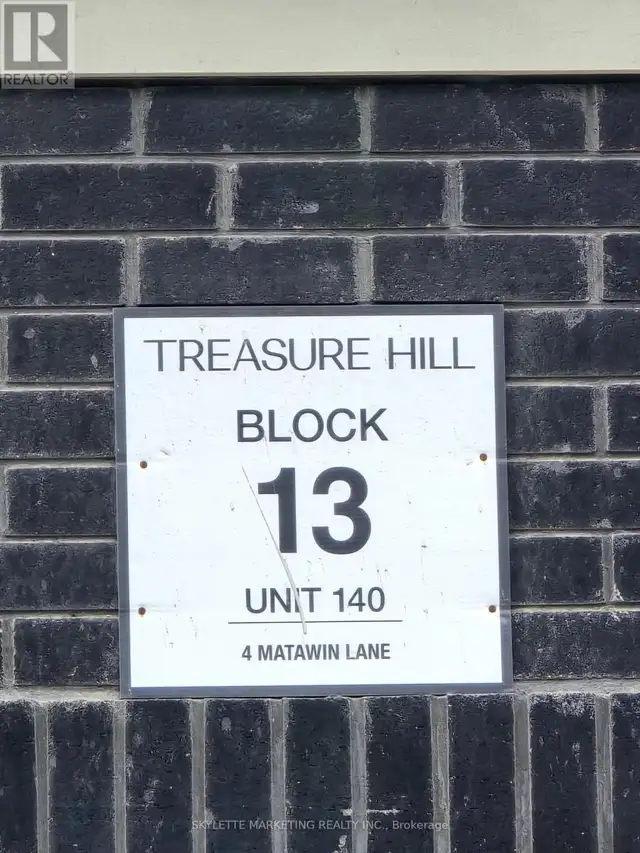 R
REALTOR
TREASURE HILL
BLOCK
13
UNIT 140
4 MATAWIN LANE
SKYLETTE MARKETING REALTY INC., Brokerage